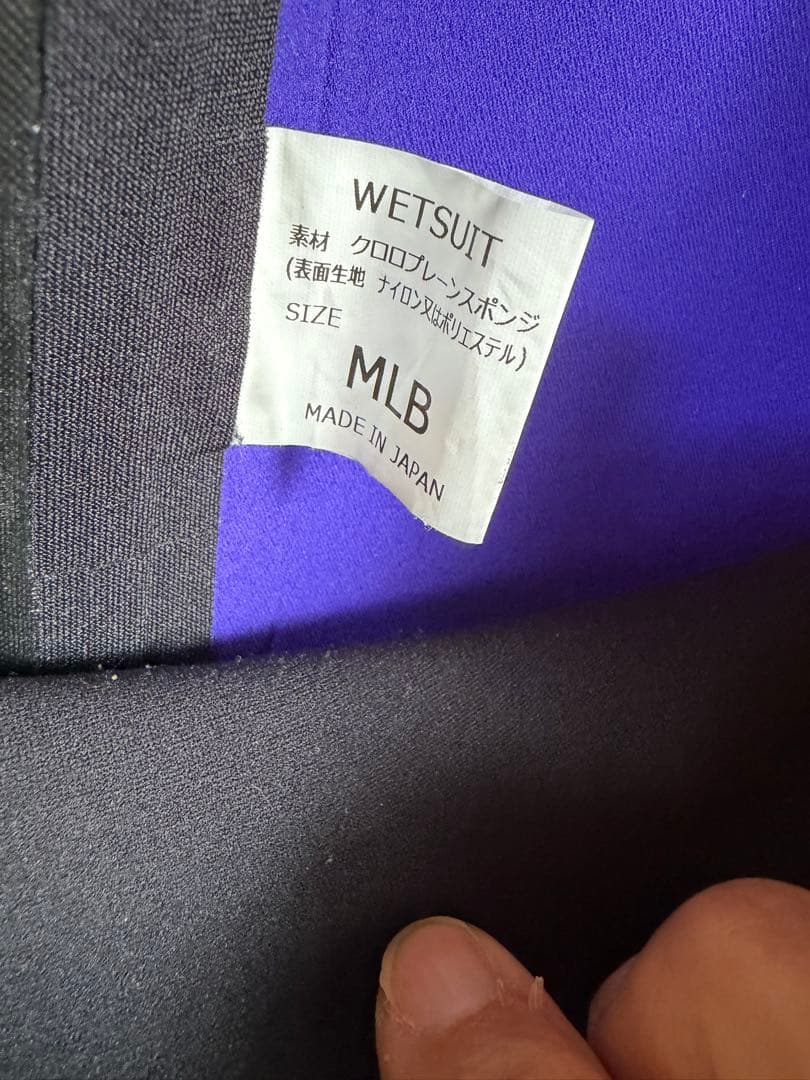 WETSUIT
素材 クロロプレーンスポンジ
(表面生地 ナイロン又はポリエステル)
SIZE
MLB
MADE IN JAPAN